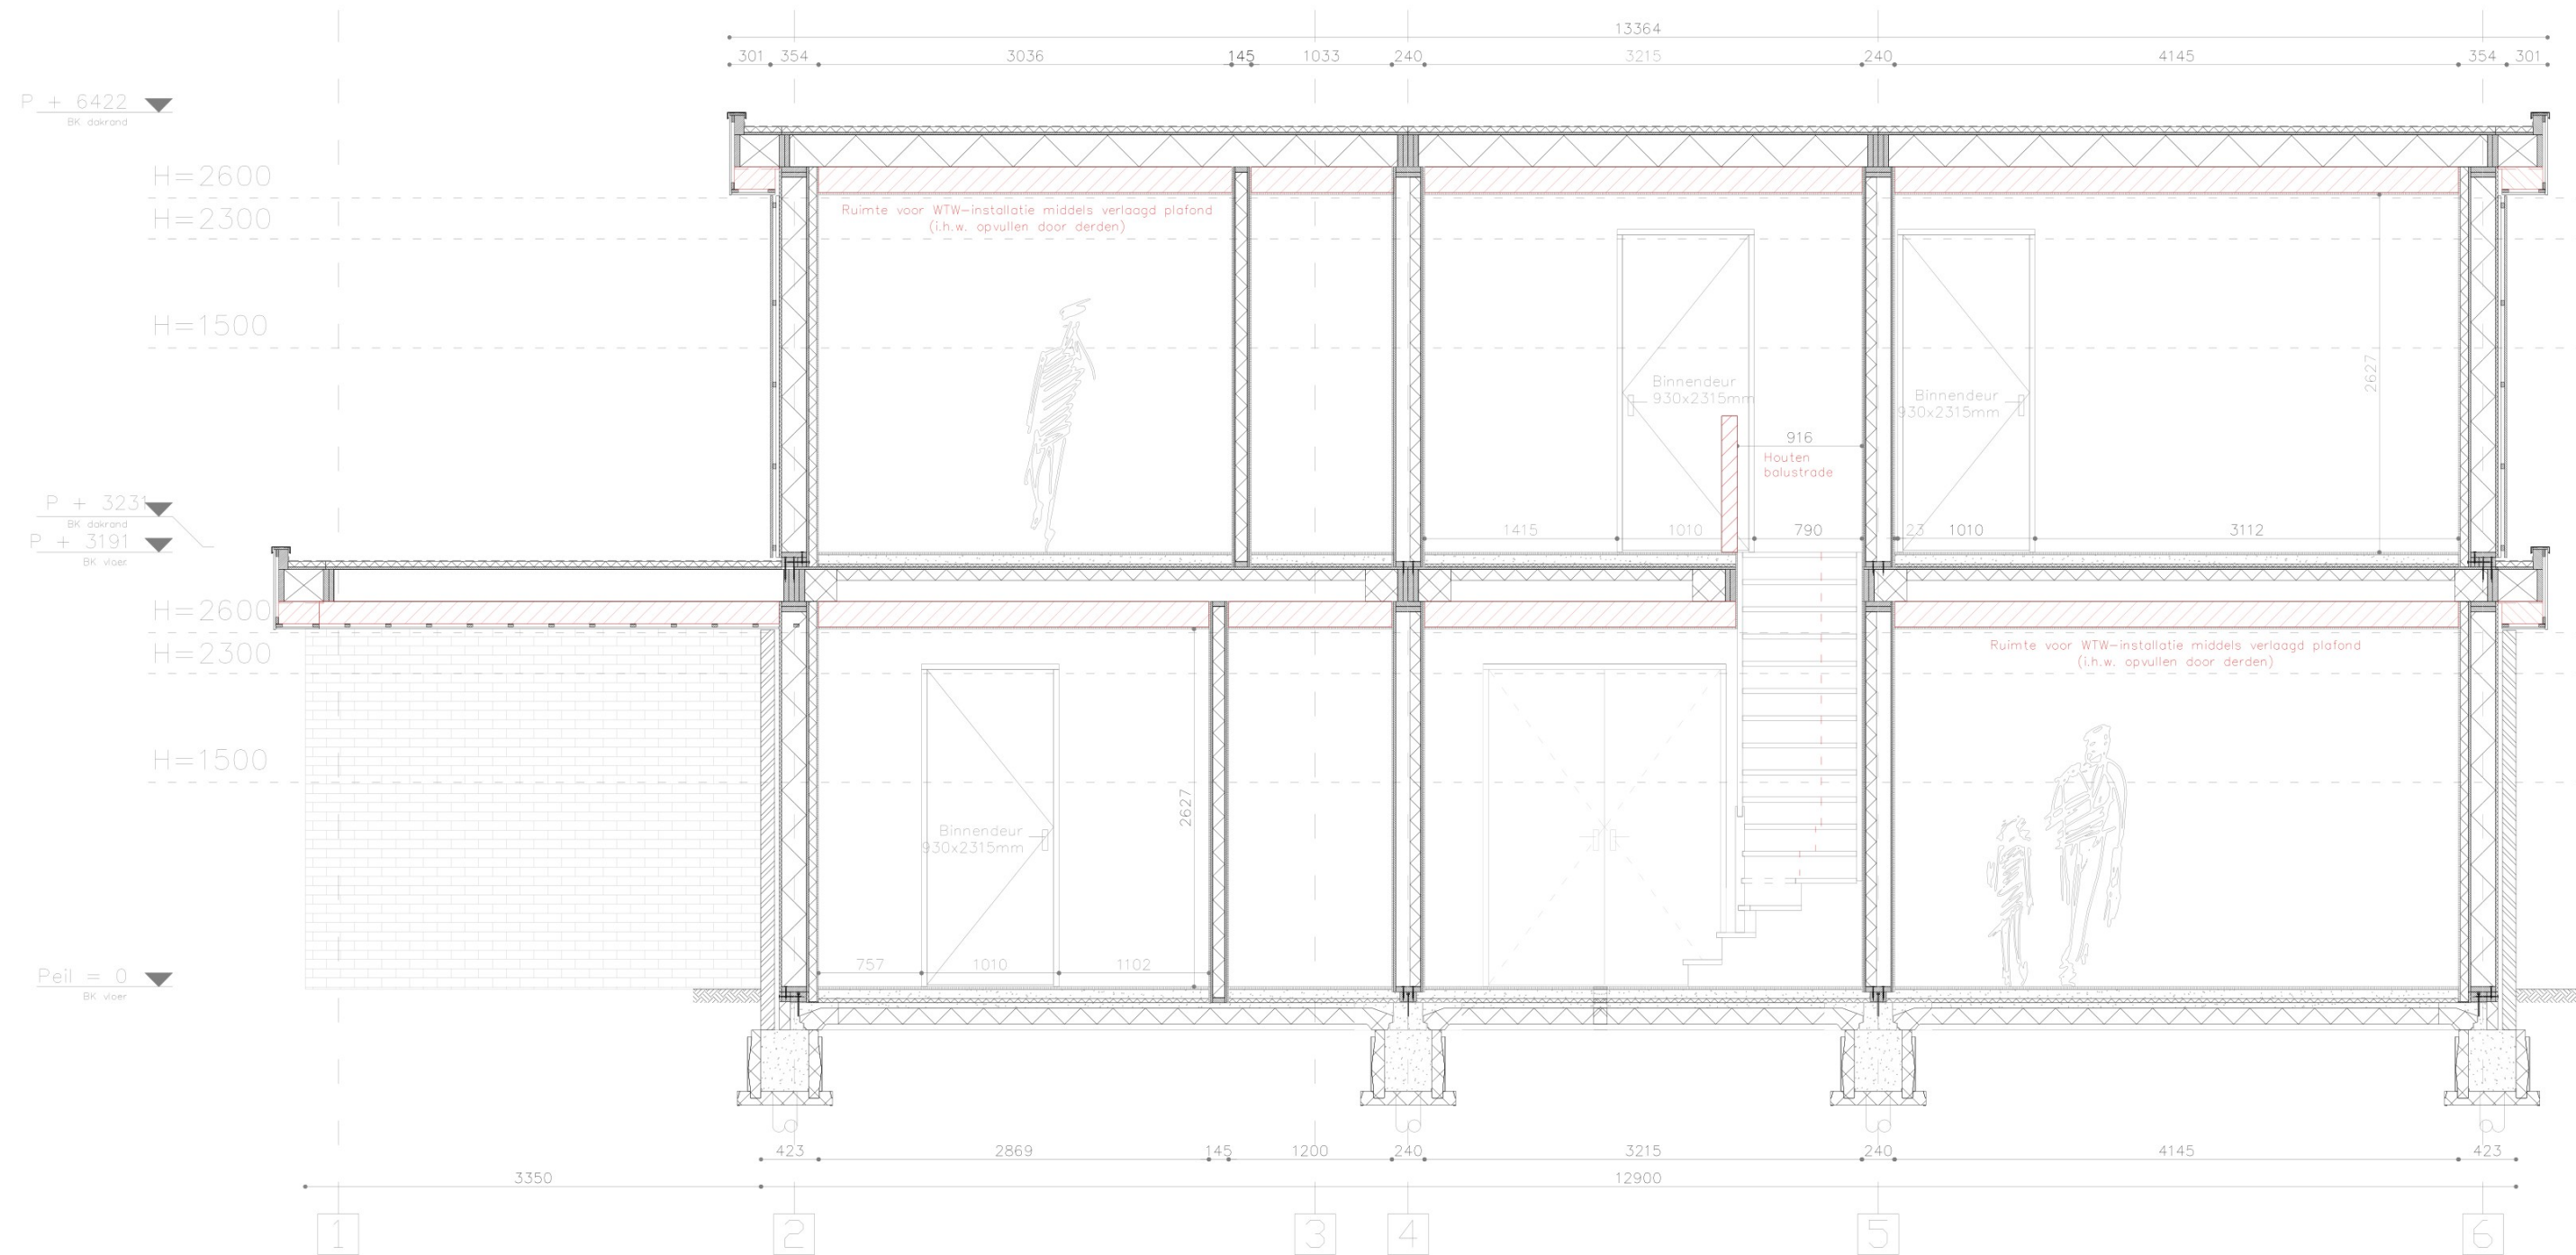 13364
301 354 3036 145 1033 240 3215 240 4145 354 301
P + 6422
BK dakrand
H=2600
H=2300
H=1500
Ruimte voor WTW-installatie middels verlaagd plafond
(i.h.w. opvullen door derden)
Binnendeur
930x2315mm
Binnendeur
930x2315mm
2627
916
Houten
balustrade
1415 1010 790 23 1010 3112
P + 3231
BK dakrand
P + 3191
BK vloer
H=2600
H=2300
H=1500
Ruimte voor WTW-installatie middels verlaagd plafond
(i.h.w. opvullen door derden)
2627
Binnendeur
930x2315mm
757 1010 1102
Peil = 0
BK vloer
423 2869 145 1200 240 3215 240 4145 423
3350 12900
1 2 3 4 5 6